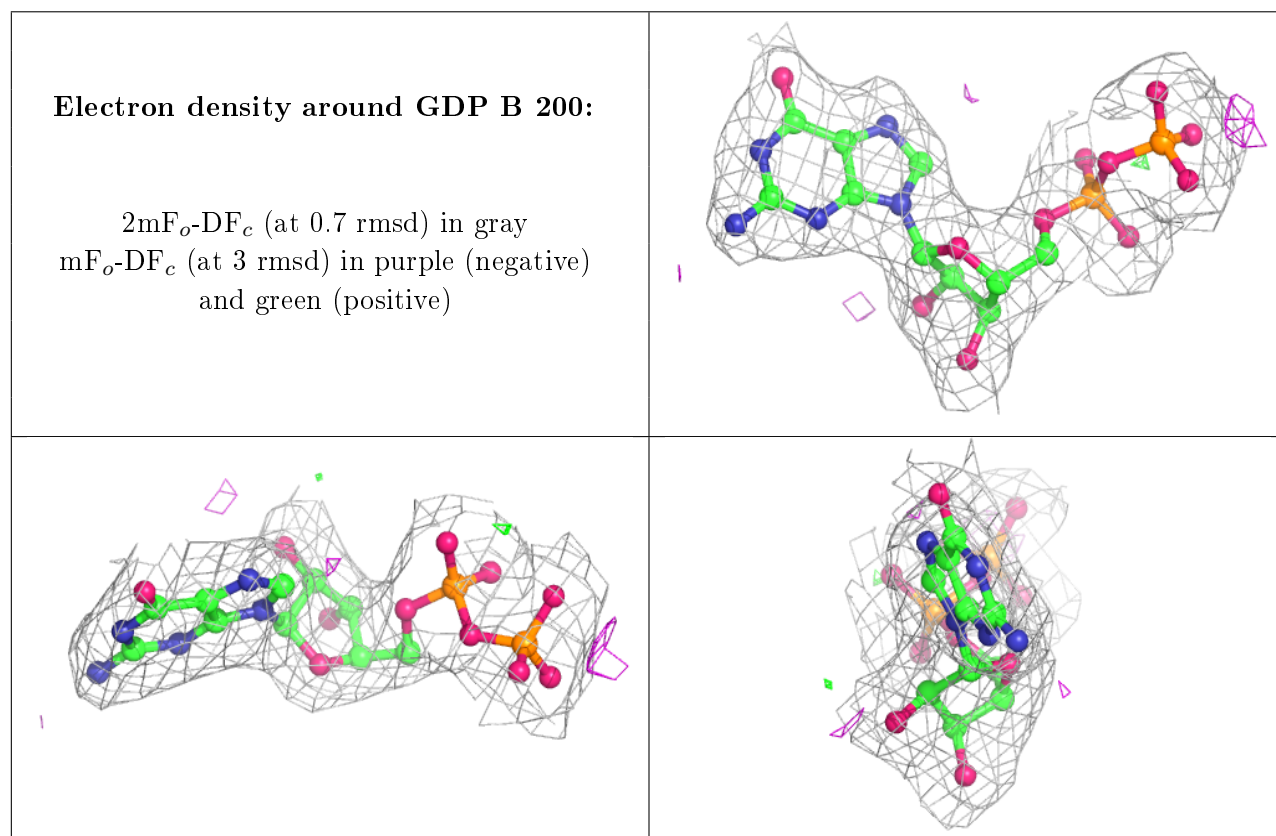 Electron density around GDP B 200:
2mFₒ-DF𝒸 (at 0.7 rmsd) in gray
mFₒ-DF𝒸 (at 3 rmsd) in purple (negative)
and green (positive)